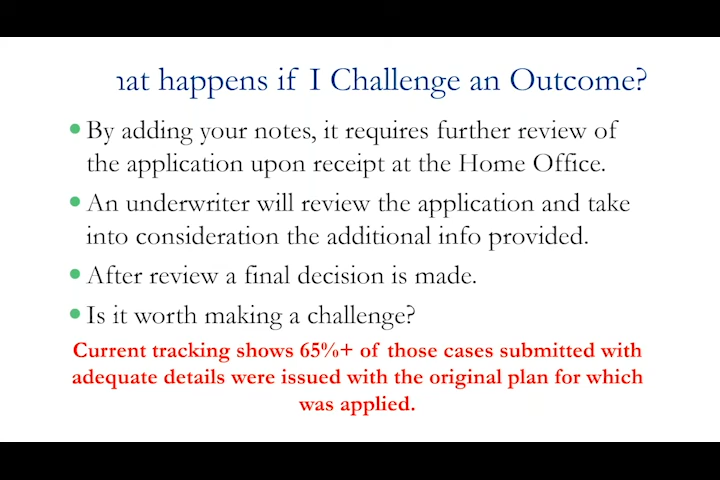 hat happens if I Challenge an Outcome?
• By adding your notes, it requires further review of
the application upon receipt at the Home Office.
• An underwriter will review the application and take
into consideration the additional info provided.
• After review a final decision is made.
• Is it worth making a challenge?
Current tracking shows 65%+ of those cases submitted with
adequate details were issued with the original plan for which
was applied.